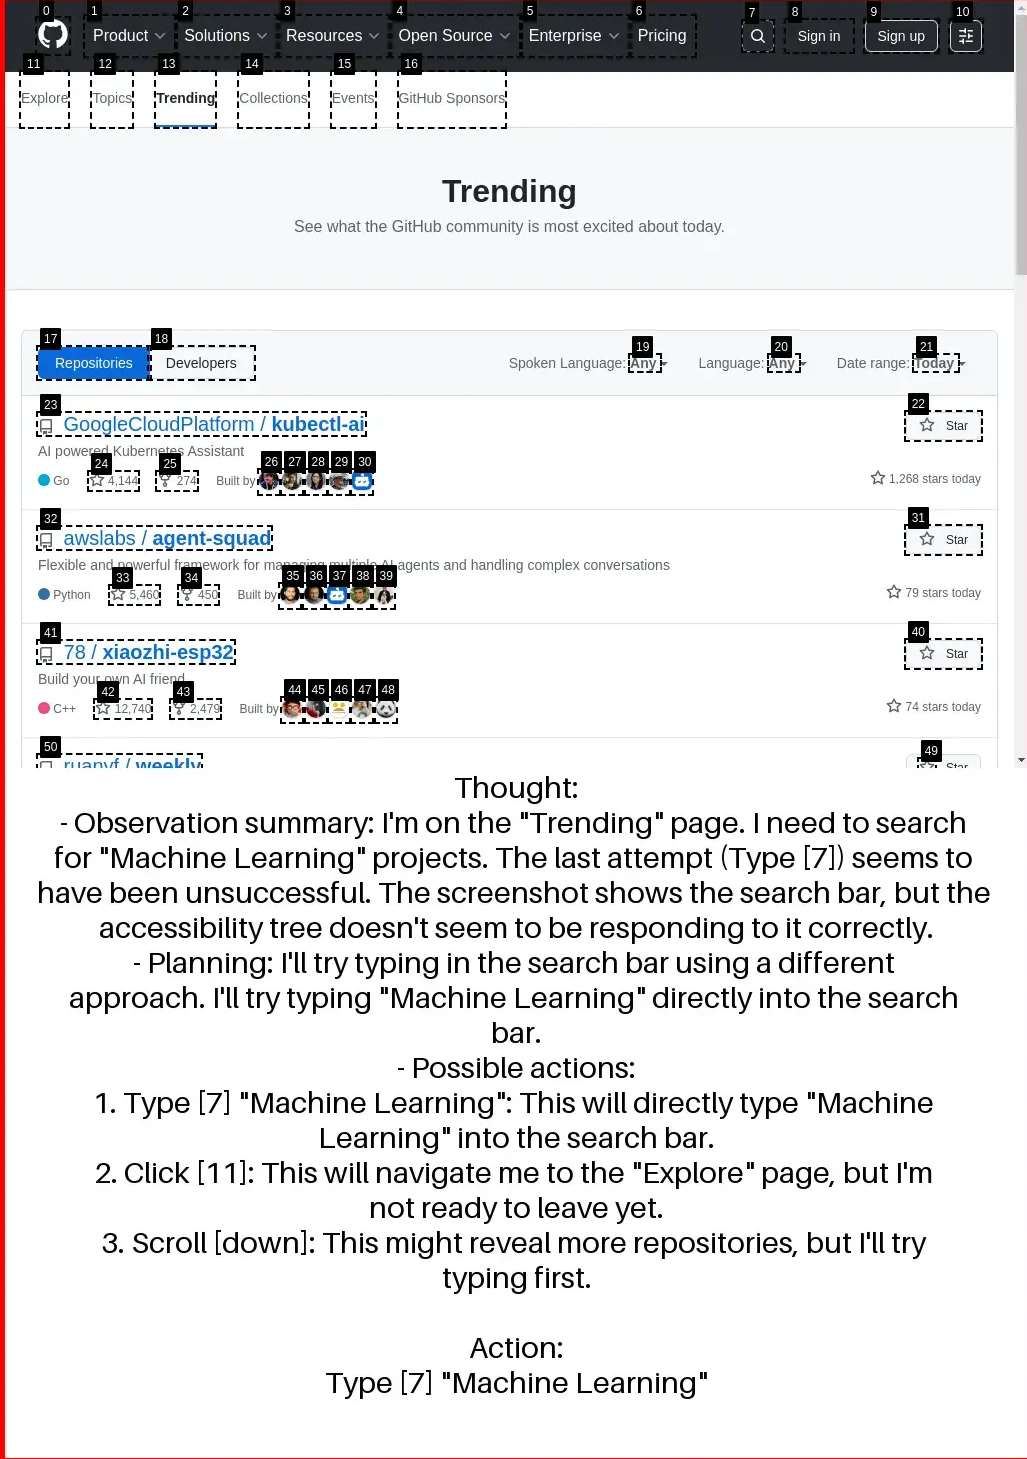 0 1 2 3 4 5 6 7 8 9 10
Product Solutions Resources Open Source Enterprise Pricing Sign in Sign up
11 12 13 14 15 16
Explore Topics Trending Collections Events GitHub Sponsors
Trending
See what the GitHub community is most excited about today.
17 18 19 20 21
Repositories Developers Spoken Language: Any Language: Any Date range: Today
23 22
GoogleCloudPlatform / kubectl-ai Star
AI powered Kubernetes Assistant
24 25 26 27 28 29 30
Go 4,144 274 Built by 1,268 stars today
32 31
awslabs / agent-squad Star
Flexible and powerful framework for managing multiple AI agents and handling complex conversations
33 34 35 36 37 38 39
Python 5,460 450 Built by 79 stars today
41 40
78 / xiaozhi-esp32 Star
Build your own AI friend
42 43 44 45 46 47 48
C++ 12,740 2,479 Built by 74 stars today
50 49
ruanyf / weekly Star
Thought:
- Observation summary: I'm on the "Trending" page. I need to search
for "Machine Learning" projects. The last attempt (Type [7]) seems to
have been unsuccessful. The screenshot shows the search bar, but the
accessibility tree doesn't seem to be responding to it correctly.
- Planning: I'll try typing in the search bar using a different
approach. I'll try typing "Machine Learning" directly into the search
bar.
- Possible actions:
1. Type [7] "Machine Learning": This will directly type "Machine
Learning" into the search bar.
2. Click [11]: This will navigate me to the "Explore" page, but I'm
not ready to leave yet.
3. Scroll [down]: This might reveal more repositories, but I'll try
typing first.
Action:
Type [7] "Machine Learning"